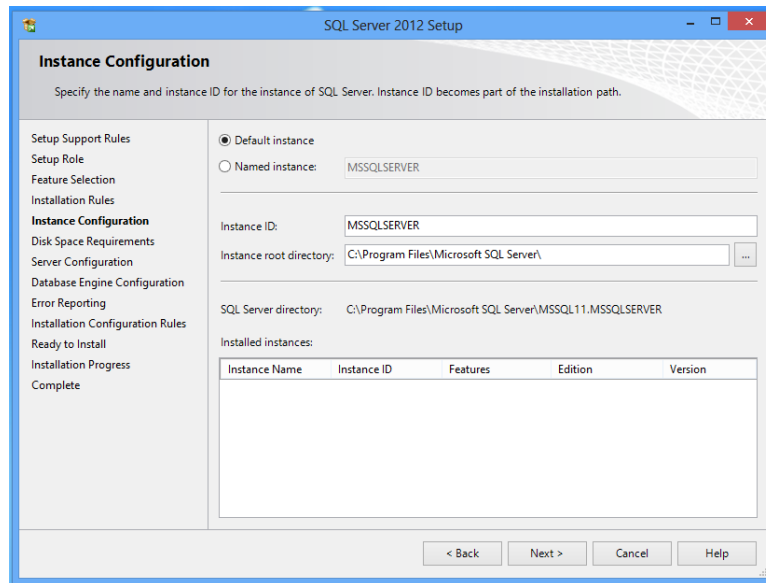 SQL Server 2012 Setup
Instance Configuration
Specify the name and instance ID for the instance of SQL Server. Instance ID becomes part of the installation path.
Setup Support Rules
Setup Role
Feature Selection
Installation Rules
Instance Configuration
Disk Space Requirements
Server Configuration
Database Engine Configuration
Error Reporting
Installation Configuration Rules
Ready to Install
Installation Progress
Complete
Default instance
Named instance: MSSQLSERVER
Instance ID: MSSQLSERVER
Instance root directory: C:\Program Files\Microsoft SQL Server\ ...
SQL Server directory: C:\Program Files\Microsoft SQL Server\MSSQL11.MSSQLSERVER
Installed instances:
Instance Name Instance ID Features Edition Version
< Back Next > Cancel Help